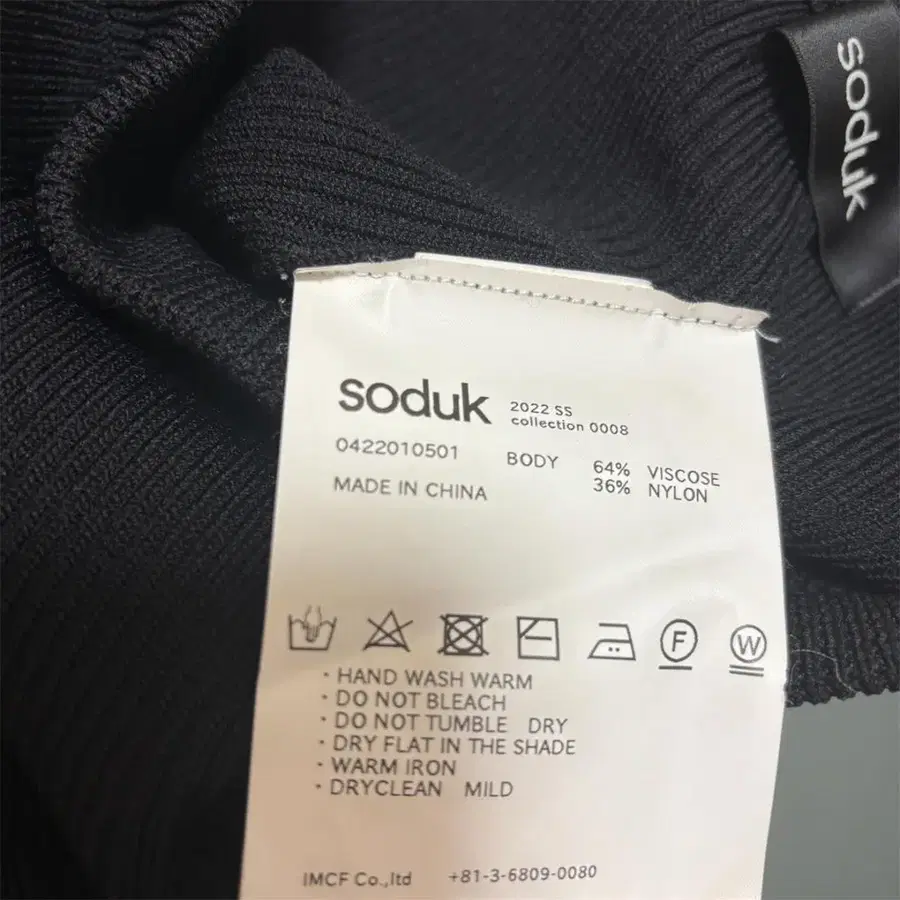 soduk
soduk
2022 SS
collection 0008
0422010501
MADE IN CHINA
BODY 64% VISCOSE
36% NYLON
F
W
· HAND WASH WARM
· DO NOT BLEACH
· DO NOT TUMBLE DRY
· DRY FLAT IN THE SHADE
· WARM IRON
· DRYCLEAN MILD
IMCF Co.,ltd +81-3-6809-0080